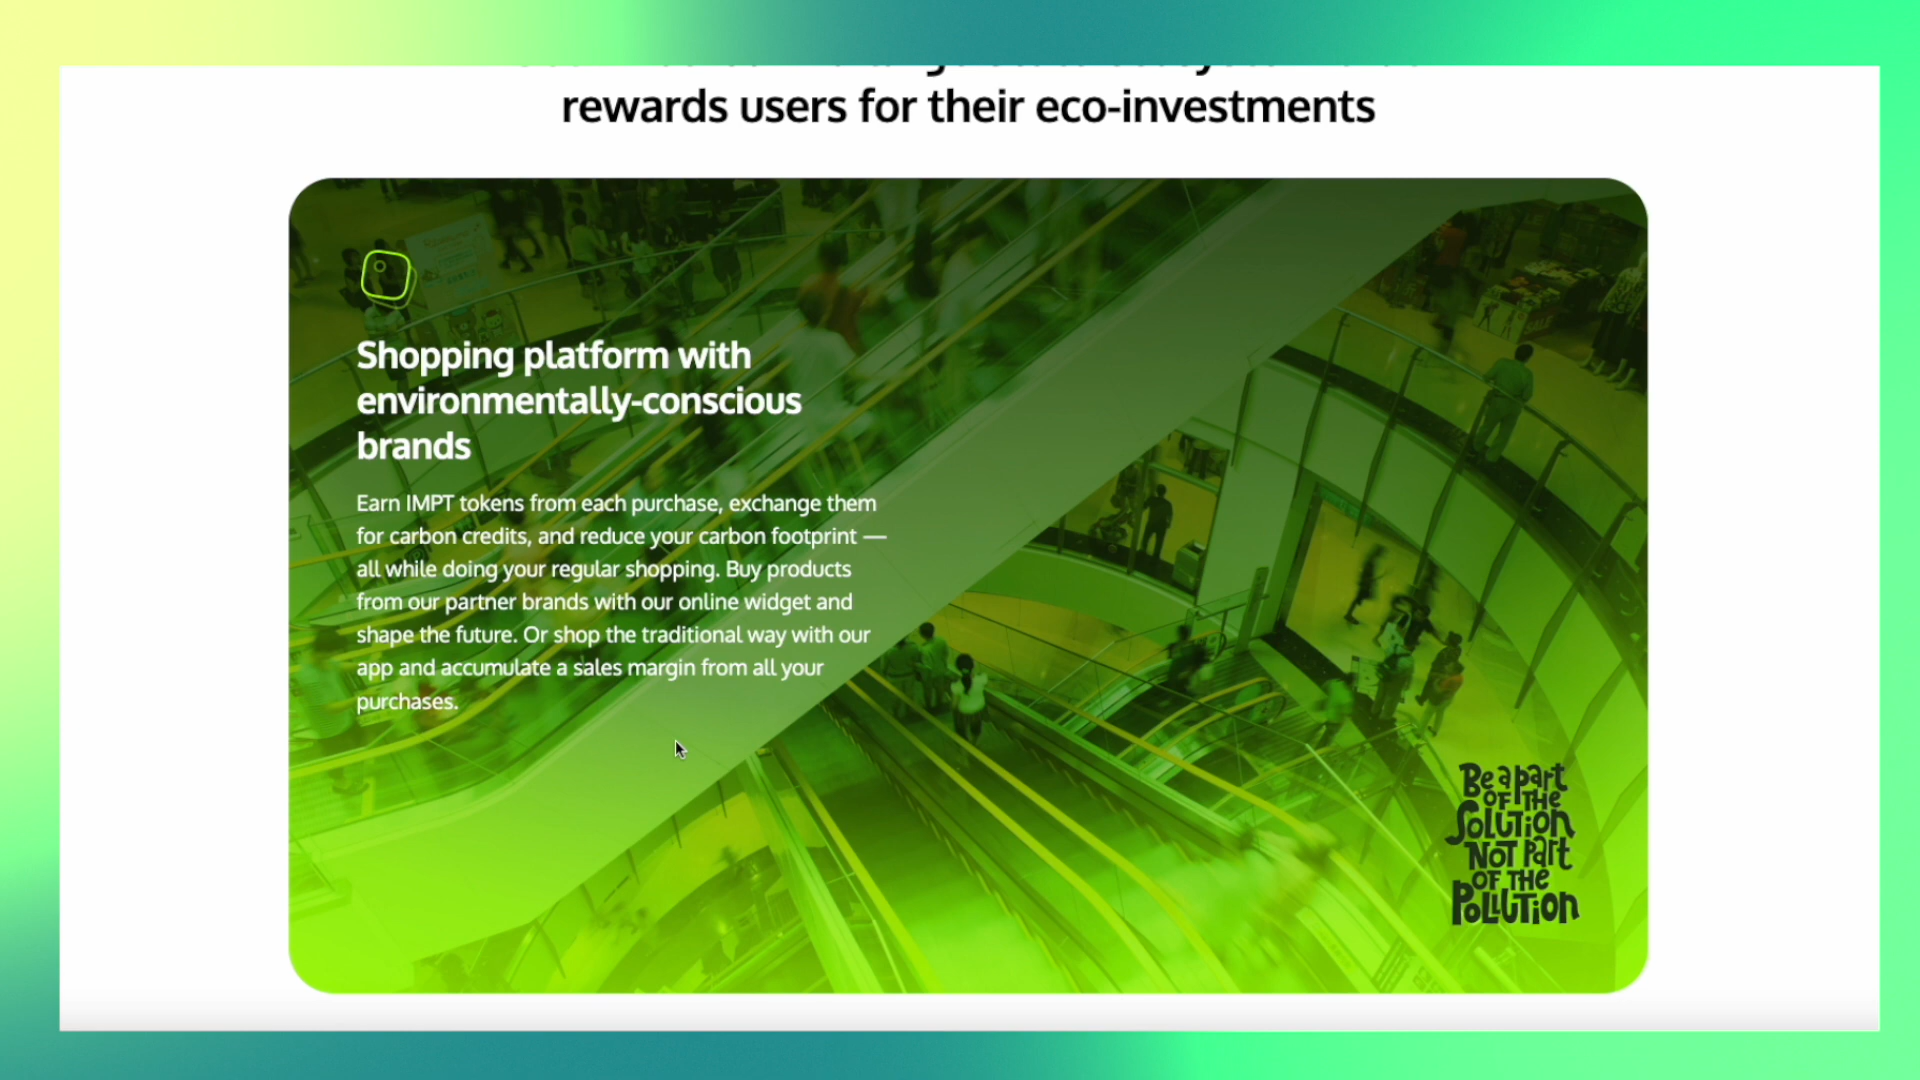 rewards users for their eco-investments
Shopping platform with
environmentally-conscious
brands
Earn IMPT tokens from each purchase, exchange them
for carbon credits, and reduce your carbon footprint —
all while doing your regular shopping. Buy products
from our partner brands with our online widget and
shape the future. Or shop the traditional way with our
app and accumulate a sales margin from all your
purchases.
Be a part
OF THE
SOLUTION
NOT Part
OF THE
POLLUTION